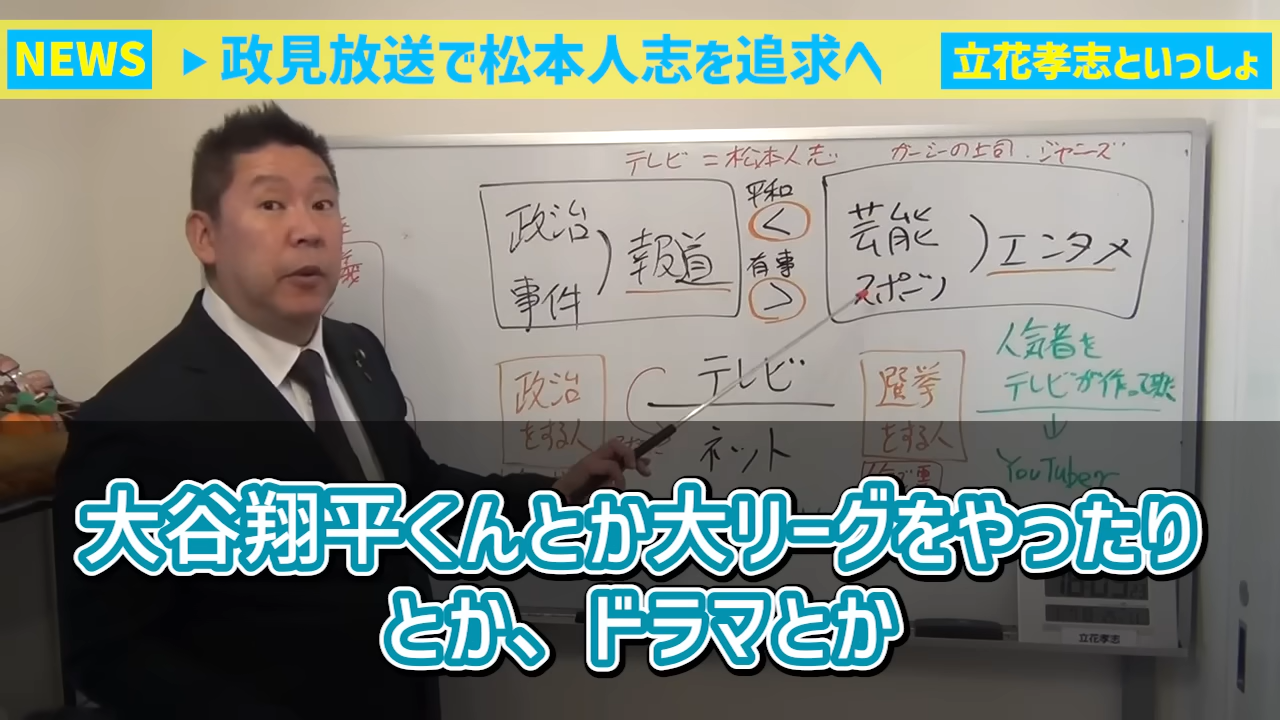 NEWS
▶政見放送で松本人志を追求へ
立花孝志といっしょ
テレビ=松本人志
ガーシーの上司.ジャニーズ
政治
事件
報道
平和
<
有事
>
芸能
スポーツ
エンタメ
政治
をする人
テレビ
ネット
選挙
をする人
人気者を
テレビが作って
↓
YouTuber
大谷翔平くんとか大リーグをやったり
とか、ドラマとか
立花孝志